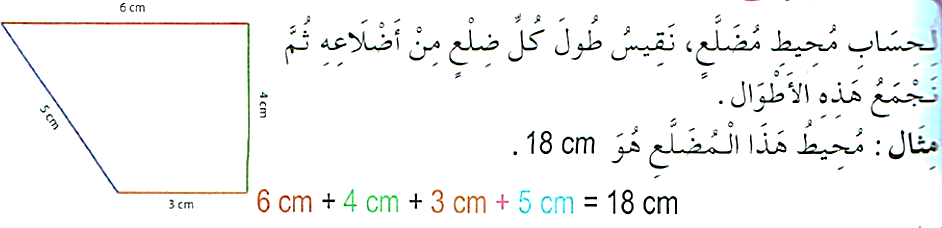 6 cm
5 cm
4 cm
3 cm
لِحِسَابِ مُحِيطِ مُضَلَّعٍ، نَقِيسُ طُولَ كُلِّ ضِلْعٍ مِنْ أَضْلَاعِهِ ثُمَّ
نَجْمَعُ هَذِهِ الأَطْوَال.
مِثَال: مُحِيطُ هَذَا الْمُضَلَّعِ هُوَ 18 cm.
6 cm + 4 cm + 3 cm + 5 cm = 18 cm